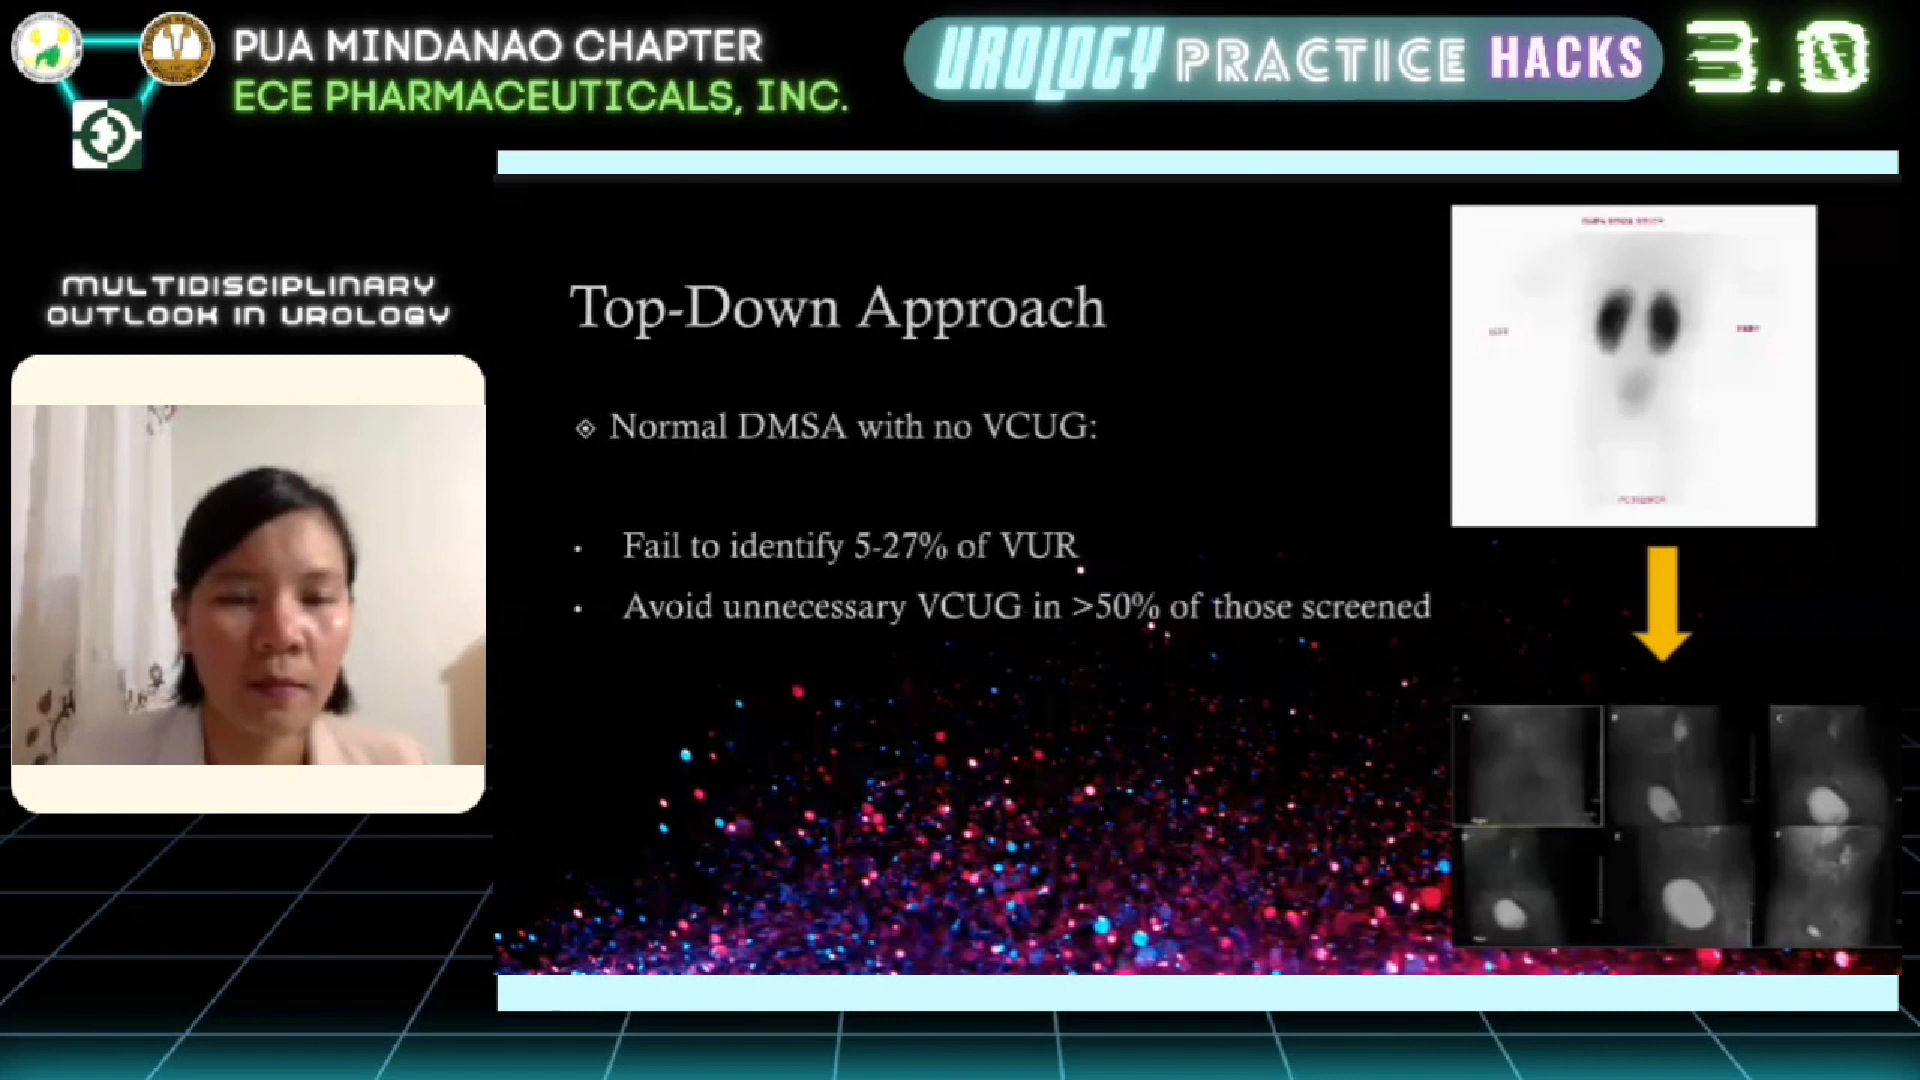 PUA MINDANAO CHAPTER
ECE PHARMACEUTICALS, INC.
UROLOGY PRACTICE HACKS 3.0
MULTIDISCIPLINARY
OUTLOOK IN UROLOGY
Top-Down Approach
Normal DMSA with no VCUG:
• Fail to identify 5-27% of VUR
• Avoid unnecessary VCUG in >50% of those screened